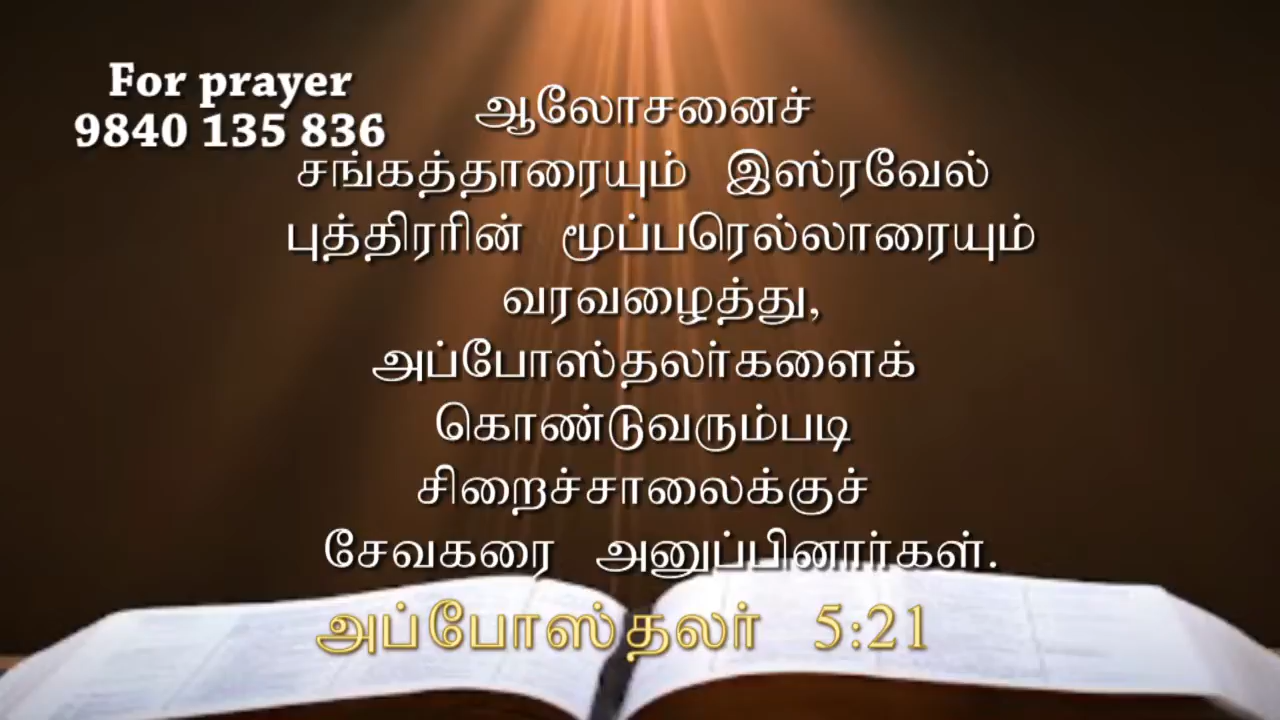 For prayer
9840 135 836
ஆலோசனைச்
சங்கத்தாரையும் இஸ்ரவேல்
புத்திரரின் மூப்பரெல்லாரையும்
வரவழைத்து,
அப்போஸ்தலர்களைக்
கொண்டுவரும்படி
சிறைச்சாலைக்குச்
சேவகரை அனுப்பினார்கள்.
அப்போஸ்தலர் 5:21